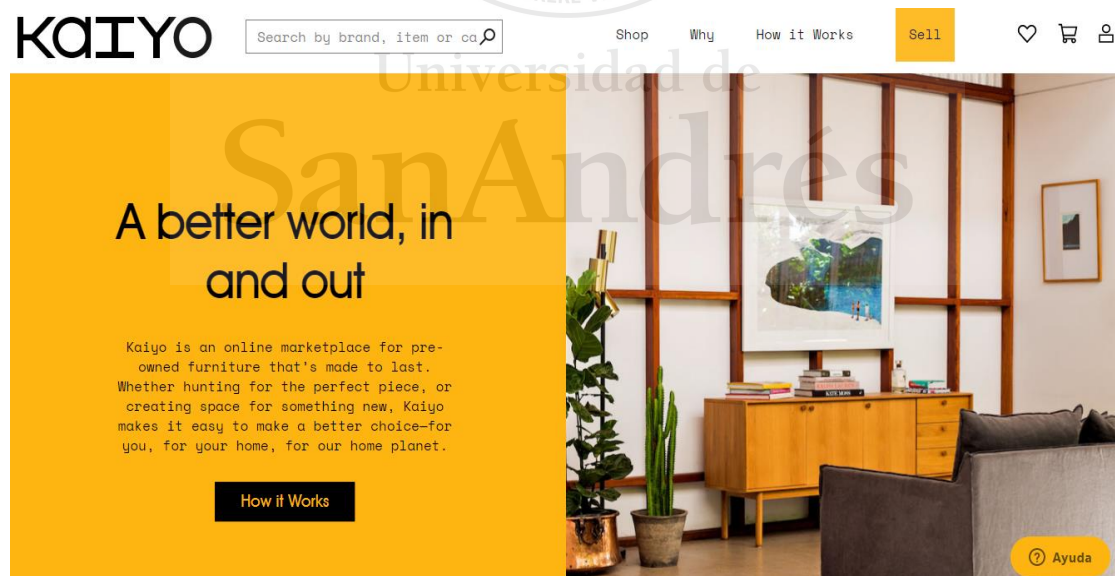 KAIYO
Search by brand, item or ca
Shop
Why
How it Works
Sell
Universidad de
SanAndrés
A better world, in
and out
Kaiyo is an online marketplace for pre-
owned furniture that's made to last.
Whether hunting for the perfect piece, or
creating space for something new, Kaiyo
makes it easy to make a better choice—for
you, for your home, for our home planet.
How it Works
KATE MOSS
Ayuda